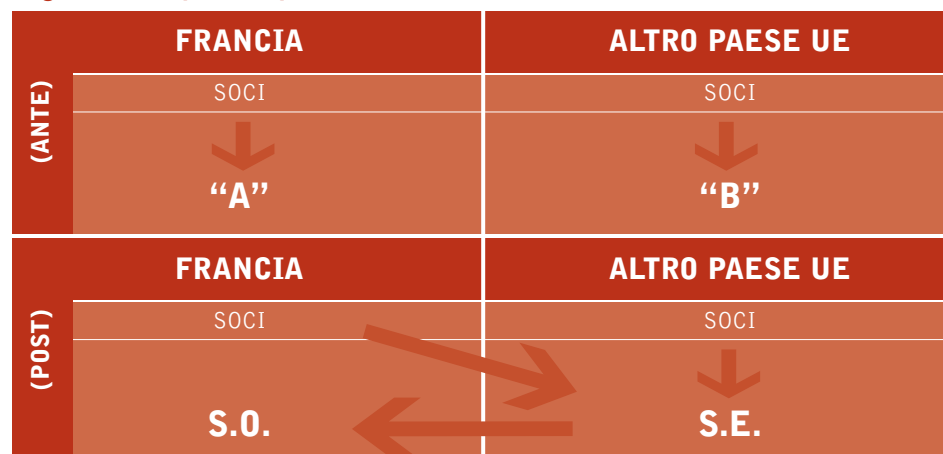 FRANCIA ALTRO PAESE UE
(ANTE)
SOCI SOCI
“A” “B”
FRANCIA ALTRO PAESE UE
(POST)
SOCI SOCI
S.O. S.E.